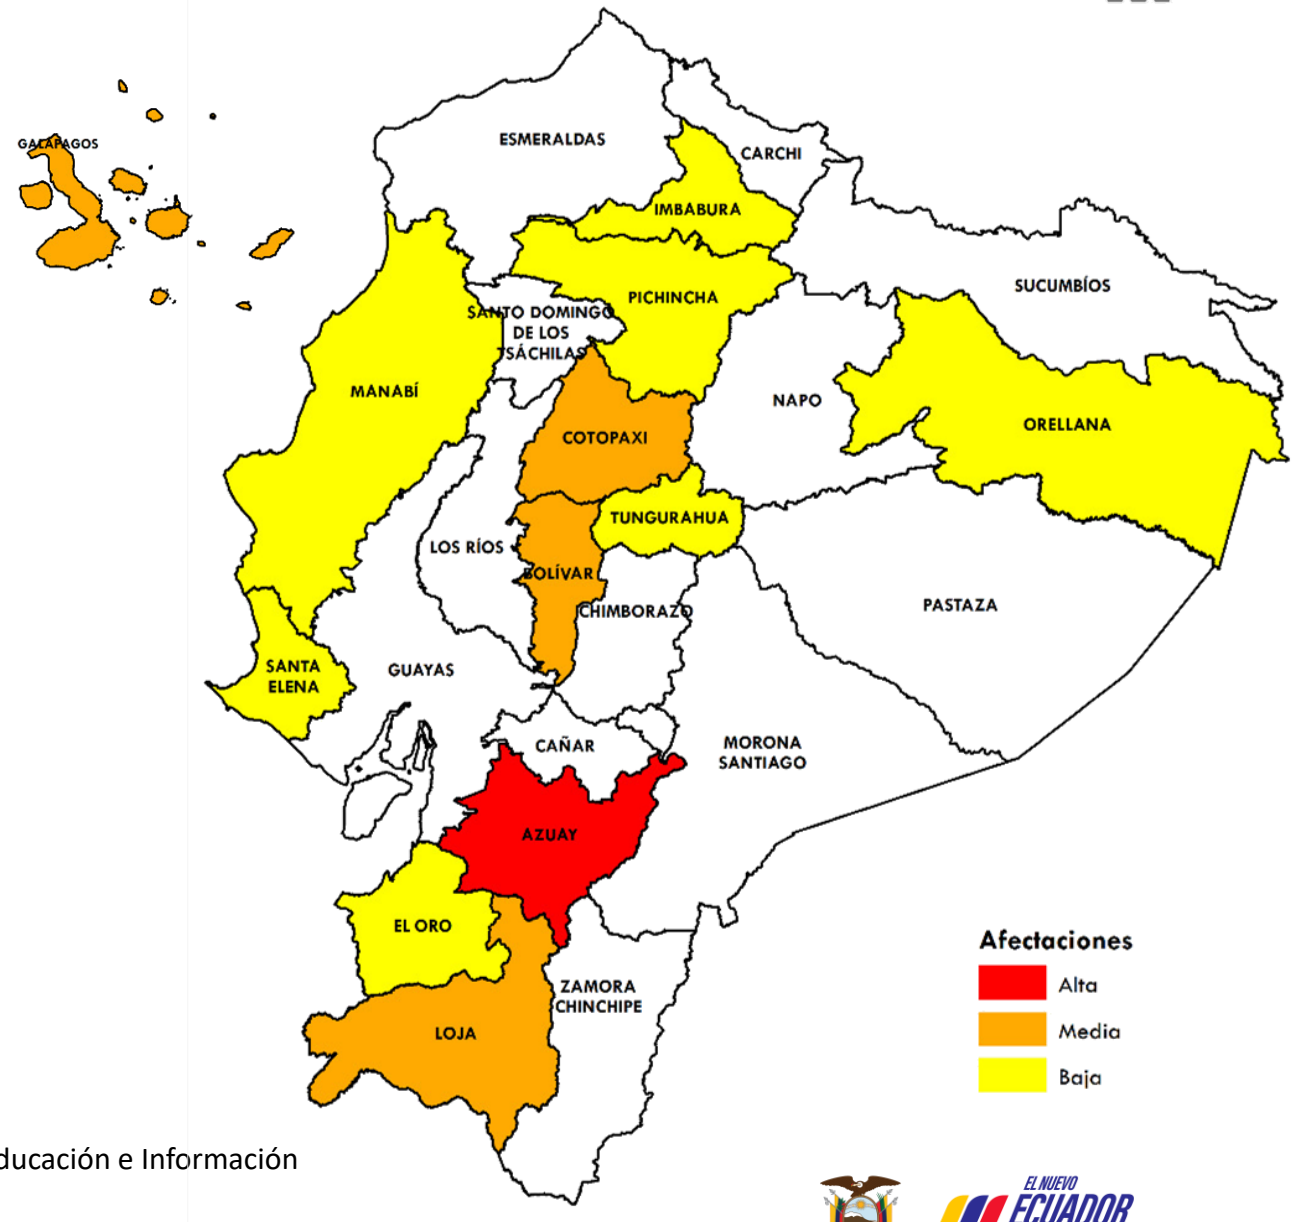 ESMERALDAS
CARCHI
GALÁPAGOS
IMBABURA
SUCUMBÍOS
PICHINCHA
SANTO DOMINGO
DE LOS
TSÁCHILAS
MANABÍ
NAPO
ORELLANA
COTOPAXI
TUNGURAHUA
LOS RÍOS
BOLÍVAR
CHIMBORAZO
PASTAZA
SANTA
ELENA
GUAYAS
CAÑAR
MORONA
SANTIAGO
AZUAY
EL ORO
ZAMORA
CHINCHIPE
LOJA
Afectaciones
Alta
Media
Baja
ducación e Información
EL NUEVO
ECUADOR